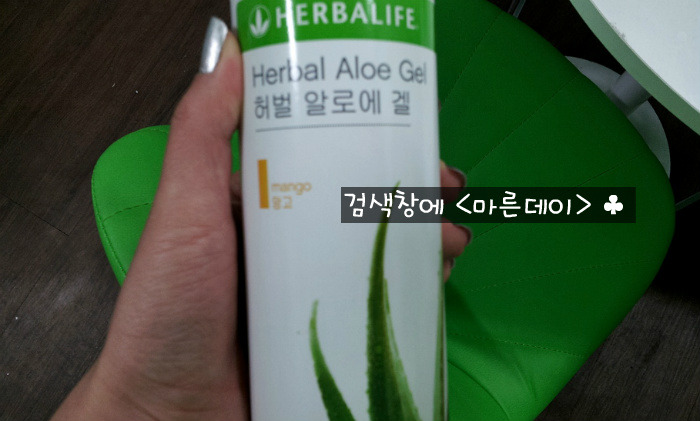 HERBALIFE
Herbal Aloe Gel
허벌 알로에 겔
mango
망고
검색창에 <마른데이> ♣